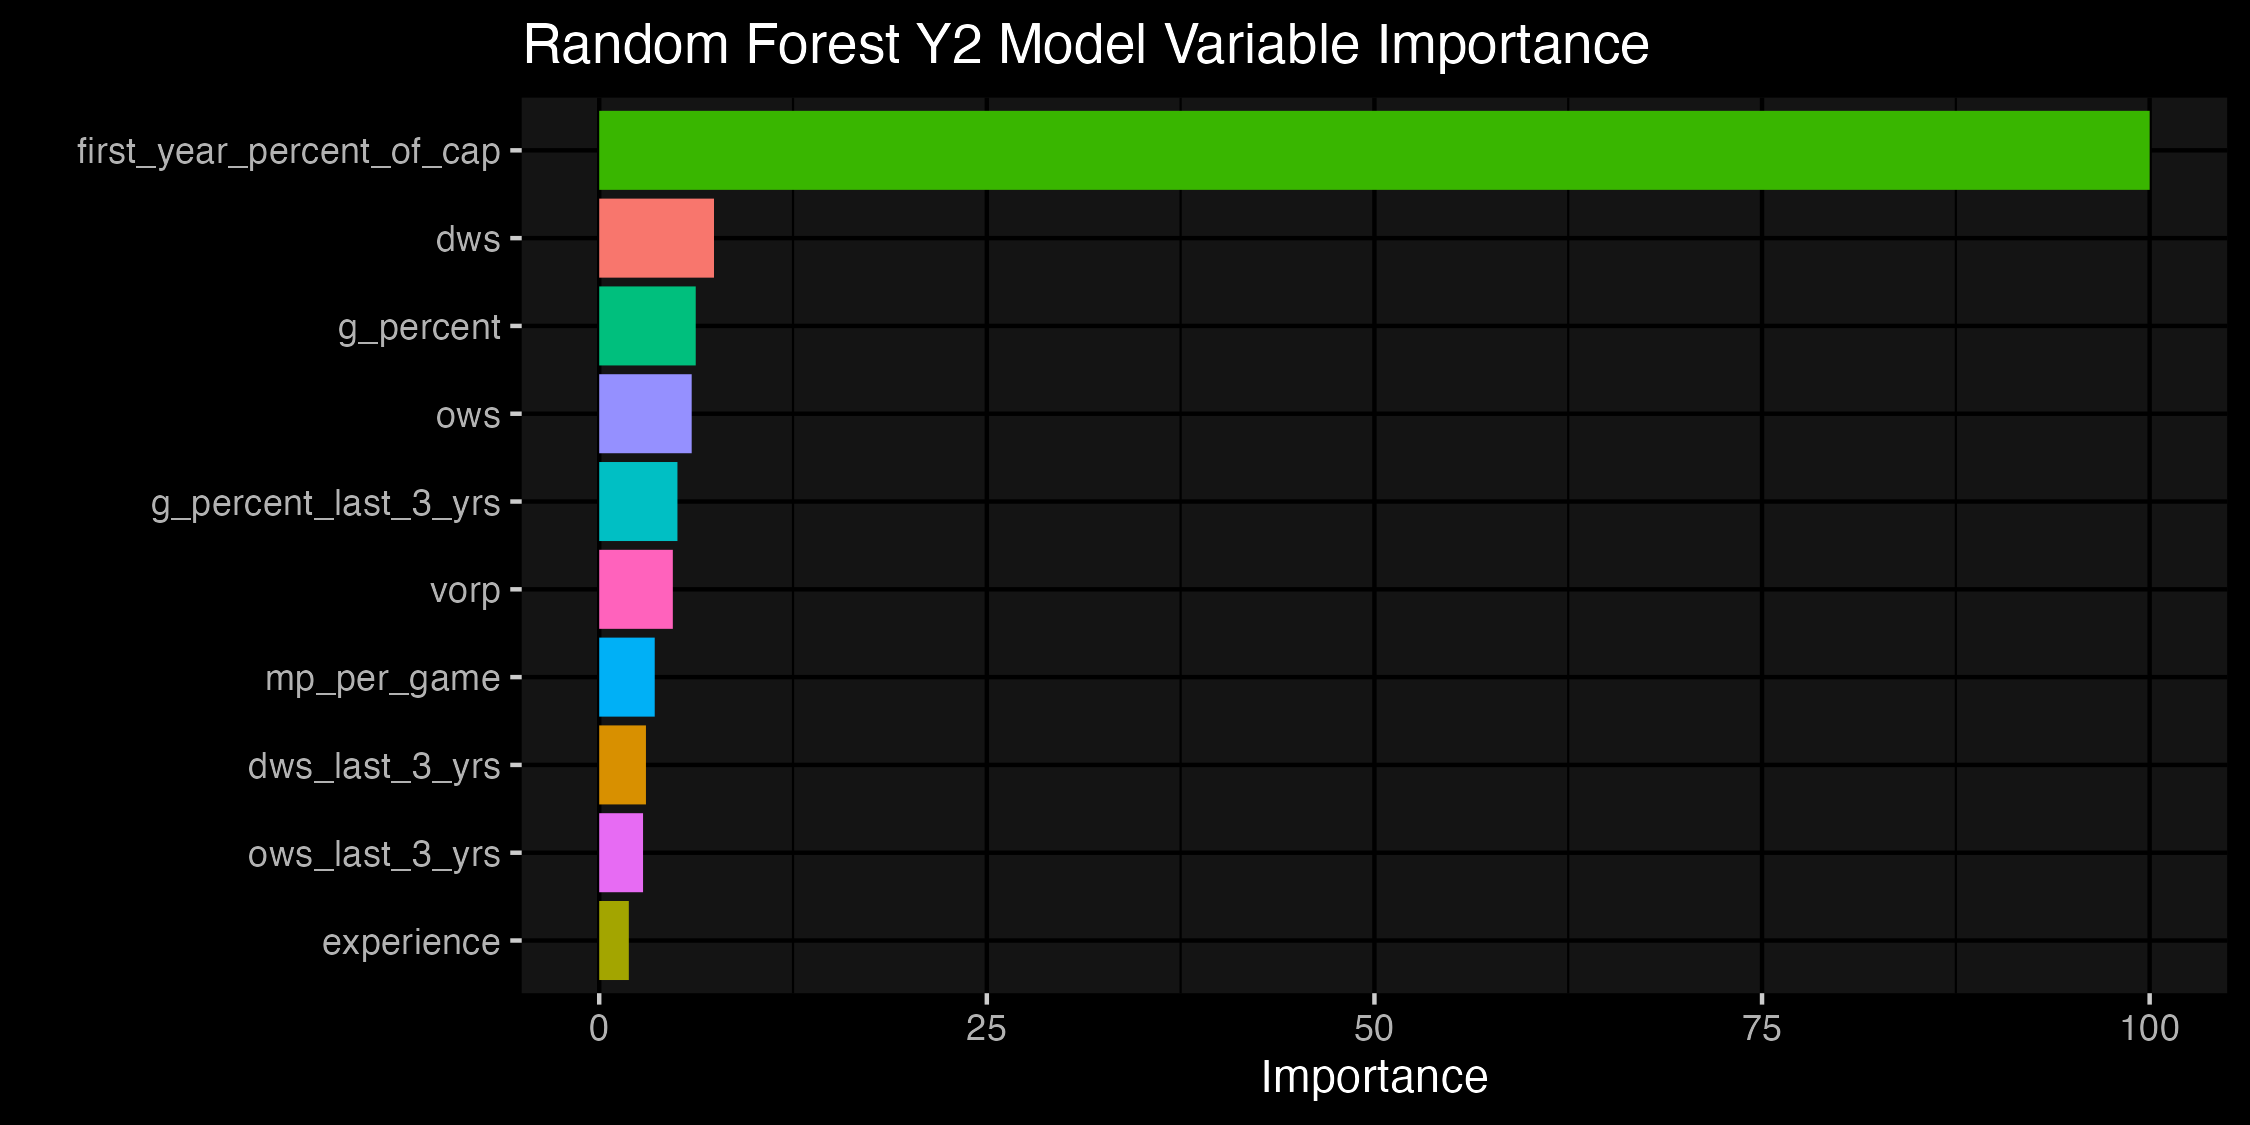 Random Forest Y2 Model Variable Importance
first_year_percent_of_cap
dws
g_percent
ows
g_percent_last_3_yrs
vorp
mp_per_game
dws_last_3_yrs
ows_last_3_yrs
experience
0 25 50 75 100
Importance